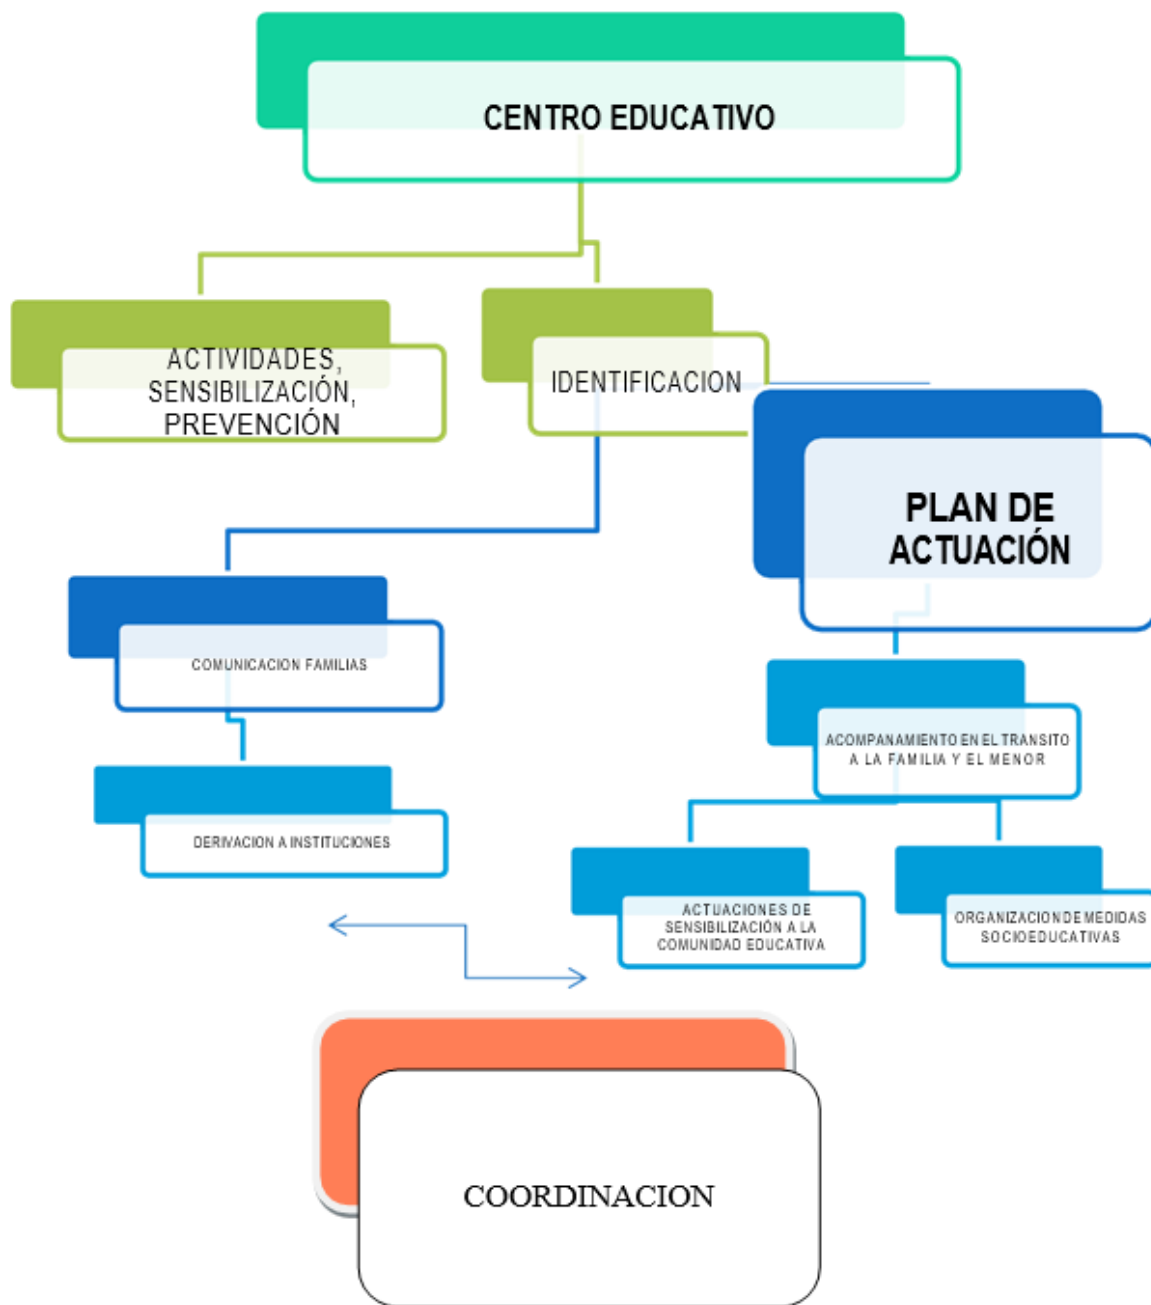 CENTRO EDUCATIVO
ACTIVIDADES,
SENSIBILIZACIÓN,
PREVENCIÓN
IDENTIFICACION
PLAN DE
ACTUACIÓN
COMUNICACION FAMILIAS
DERIVACION A INSTITUCIONES
ACOMPANAMIENTO EN EL TRANSITO
A LA FAMILIA Y EL MENOR
ACTUACIONES DE
SENSIBILIZACIÓN A LA
COMUNIDAD EDUCATIVA
ORGANIZACION DE MEDIDAS
SOCIOEDUCATIVAS
COORDINACION